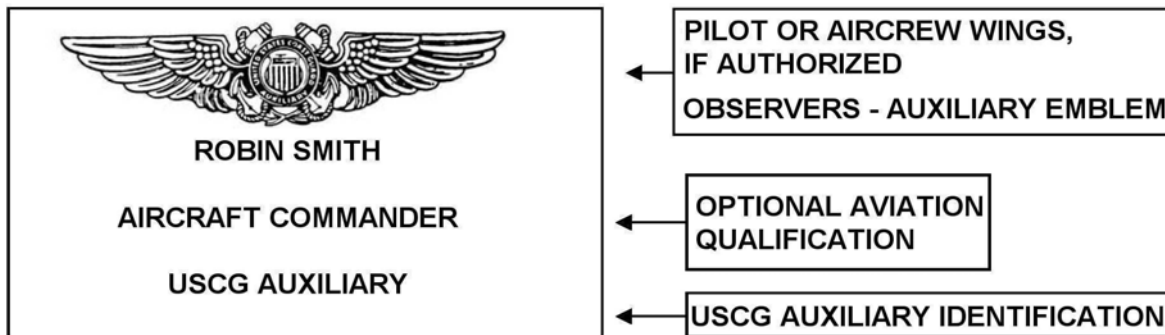 ROBIN SMITH
AIRCRAFT COMMANDER
USCG AUXILIARY
PILOT OR AIRCREW WINGS,
IF AUTHORIZED
OBSERVERS - AUXILIARY EMBLEM
OPTIONAL AVIATION
QUALIFICATION
USCG AUXILIARY IDENTIFICATION